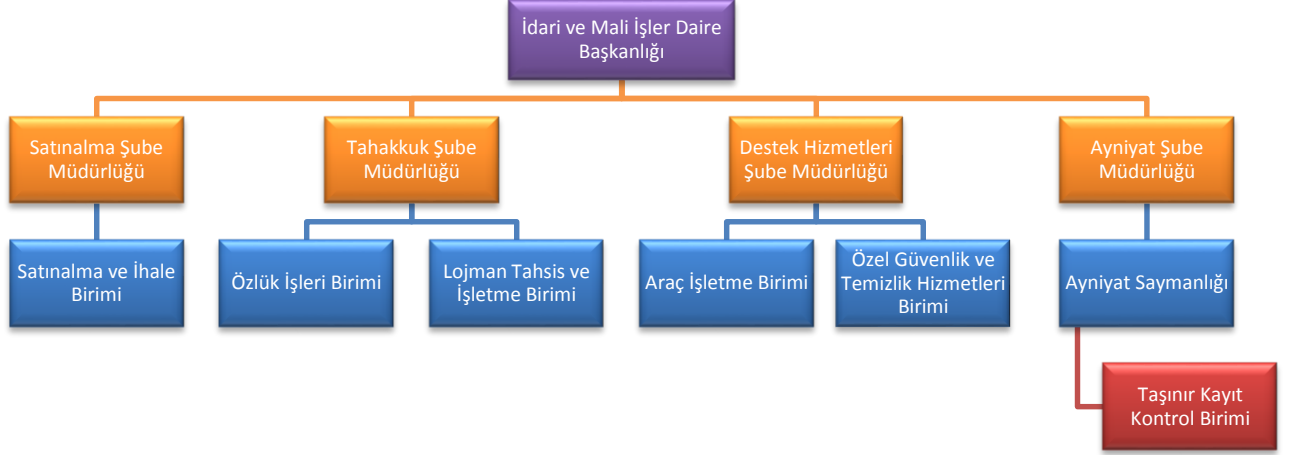 İdari ve Mali İşler Daire
Başkanlığı
Satınalma Şube
Müdürlüğü
Tahakkuk Şube
Müdürlüğü
Destek Hizmetleri
Şube Müdürlüğü
Ayniyat Şube
Müdürlüğü
Satınalma ve İhale
Birimi
Özlük İşleri Birimi
Lojman Tahsis ve
İşletme Birimi
Araç İşletme Birimi
Özel Güvenlik ve
Temizlik Hizmetleri
Birimi
Ayniyat Saymanlığı
Taşınır Kayıt
Kontrol Birimi